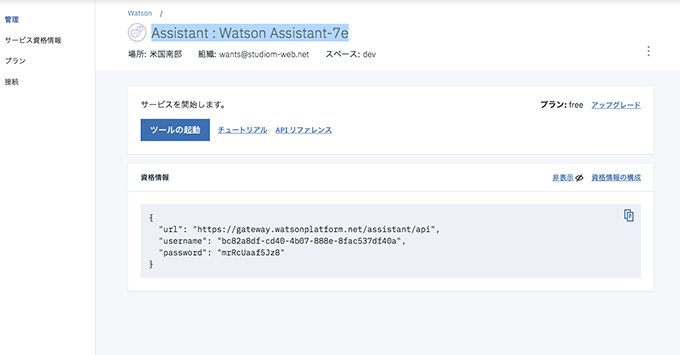 管理
サービス資格情報
プラン
接続
Watson /
Assistant : Watson Assistant-7e
場所: 米国南部 組織: wants@studiom-web.net スペース: dev
サービスを開始します。 プラン: free アップグレード
ツールの起動 チュートリアル API リファレンス
資格情報 非表示 資格情報の構成
{
"url": "https://gateway.watsonplatform.net/assistant/api",
"username": "bc82a8df-cd40-4b07-888e-8fac537df40a",
"password": "mrRcUaaf5Jz8"
}